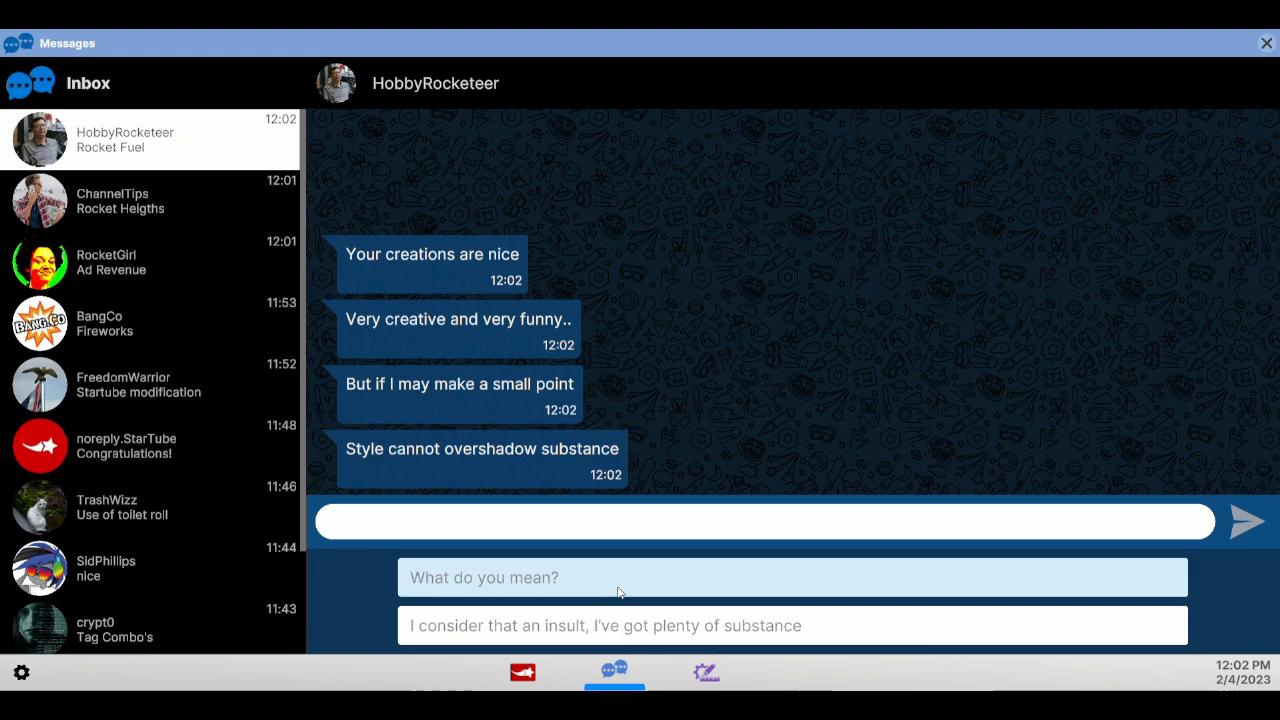 Messages
Inbox
HobbyRocketeer
HobbyRocketeer
12:02
Rocket Fuel
ChannelTips
12:01
Rocket Heigths
RocketGirl
12:01
Ad Revenue
BangCo
11:53
Fireworks
BANG.CO
FreedomWarrior
11:52
Startube modification
noreply.StarTube
11:48
Congratulations!
TrashWizz
11:46
Use of toilet roll
SidPhillips
11:44
nice
crypt0
11:43
Tag Combo's
Your creations are nice
12:02
Very creative and very funny..
12:02
But if I may make a small point
12:02
Style cannot overshadow substance
12:02
What do you mean?
I consider that an insult, I've got plenty of substance
12:02 PM
2/4/2023